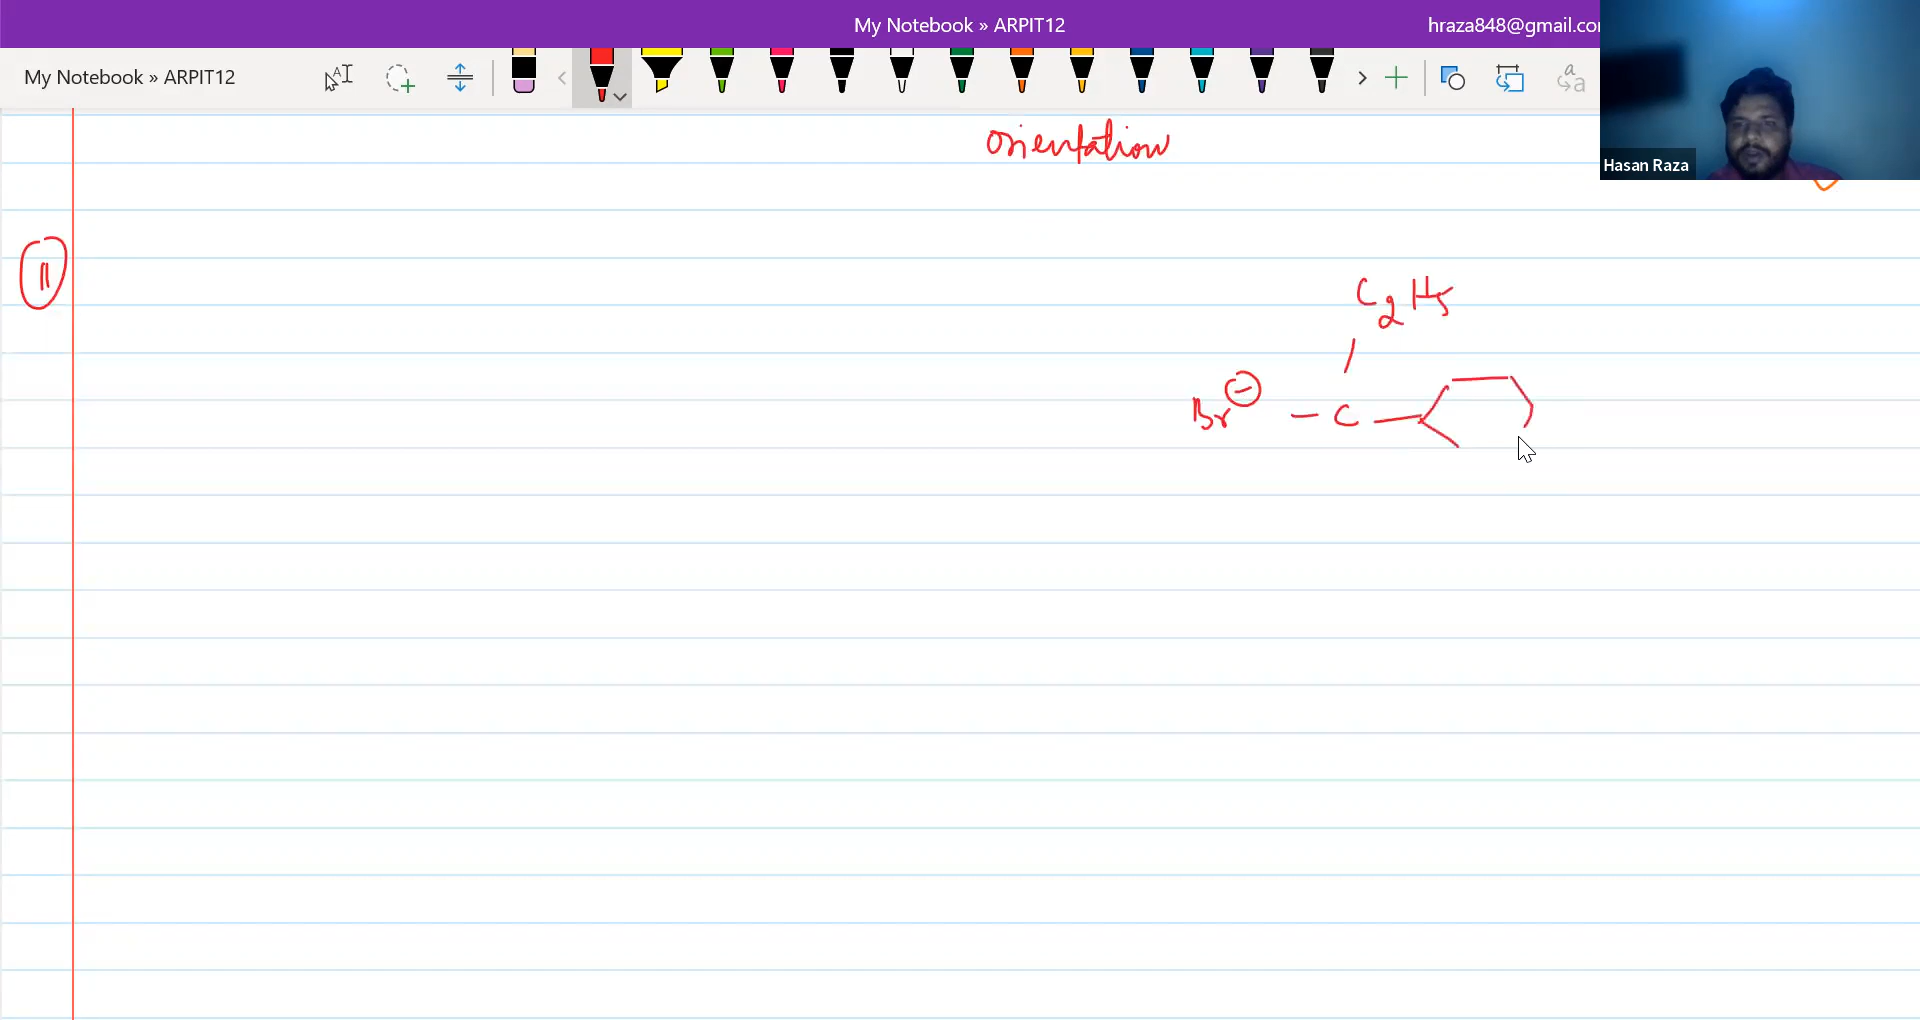 My Notebook » ARPIT12
hraza848@gmail.co
My Notebook » ARPIT12
Hasan Raza
orientation
11
C2H5
Br⊖ – C –